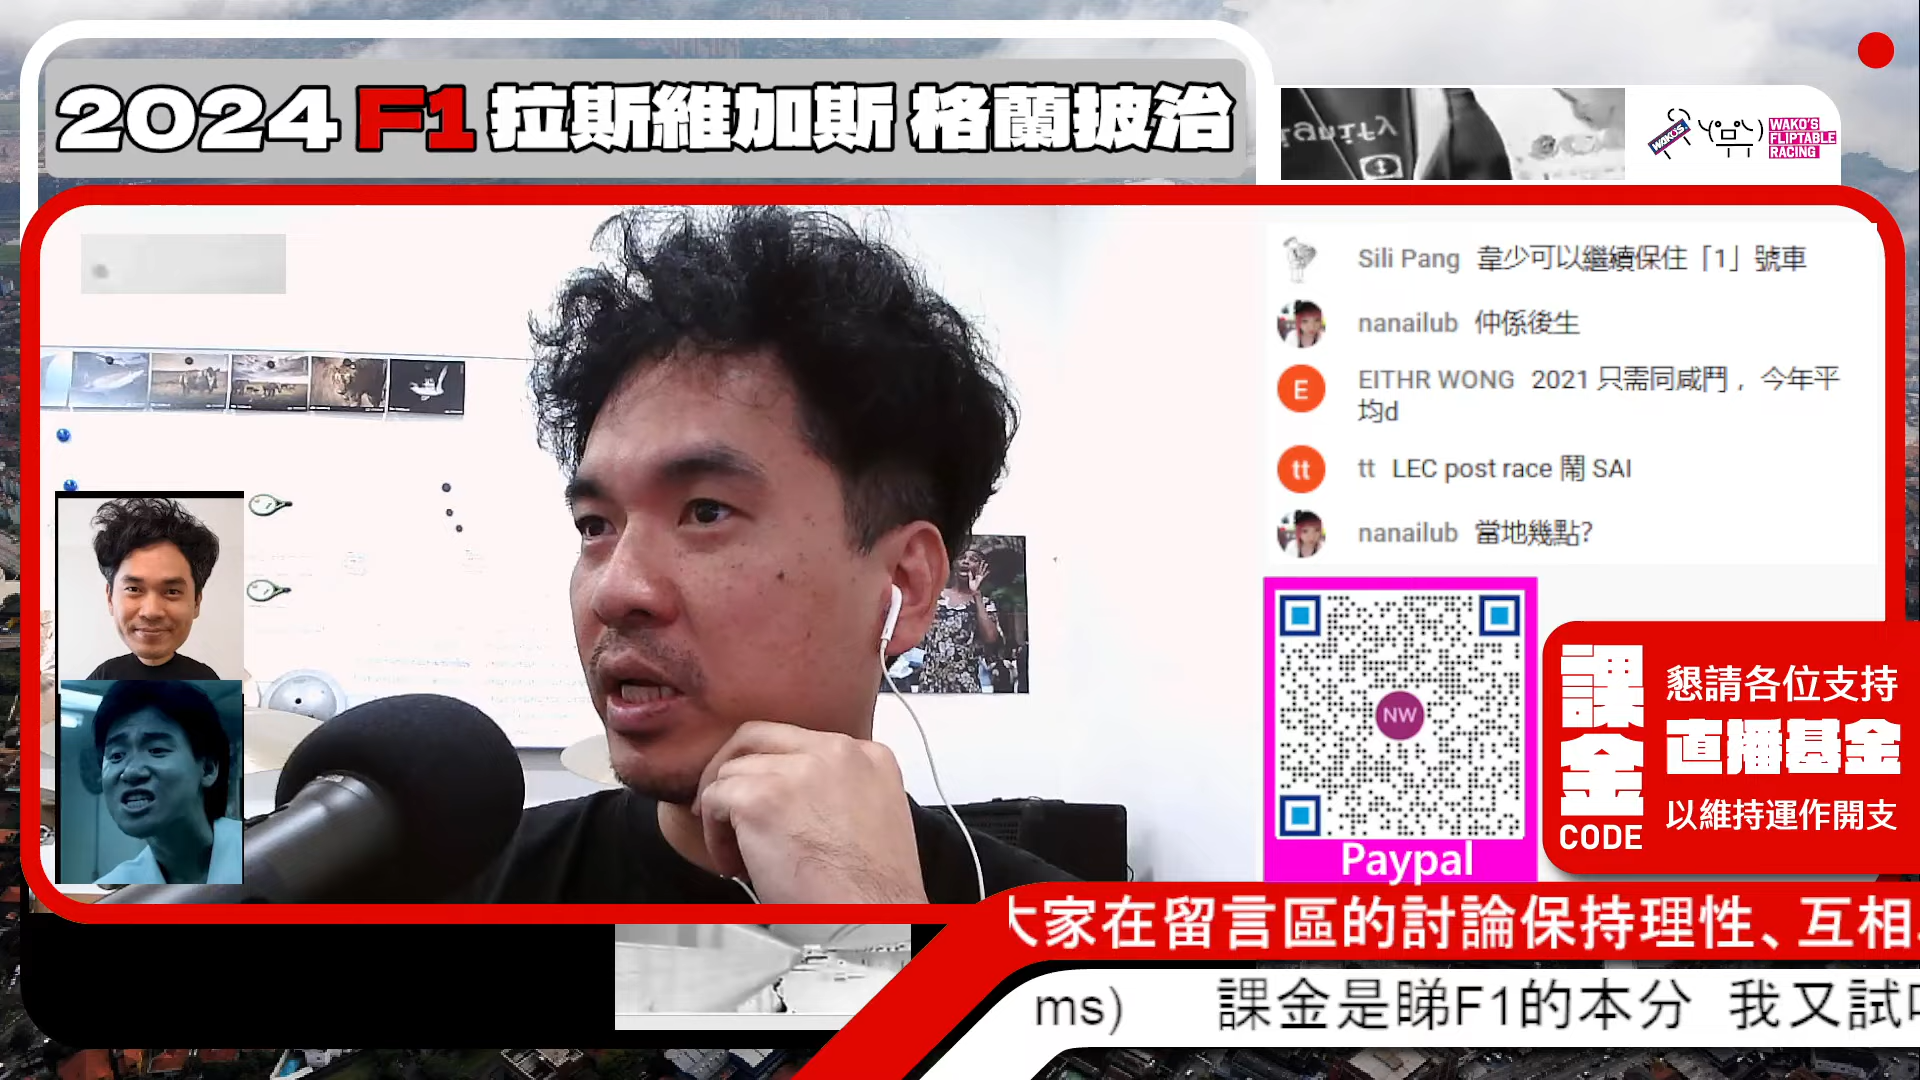 2024 F1 拉斯維加斯 格蘭披治
WAKO'S
WAKO'S
FLIPTABLE
RACING
Sili Pang 韋少可以繼續保住「1」號車
nanailub 仲係後生
E
EITHR WONG 2021 只需同咸鬥，今年平
均d
tt
tt LEC post race 鬧 SAI
nanailub 當地幾點?
NW
Paypal
課金
CODE
懇請各位支持
直播基金
以維持運作開支
大家在留言區的討論保持理性、互相
ms) 課金是睇F1的本分 我又試